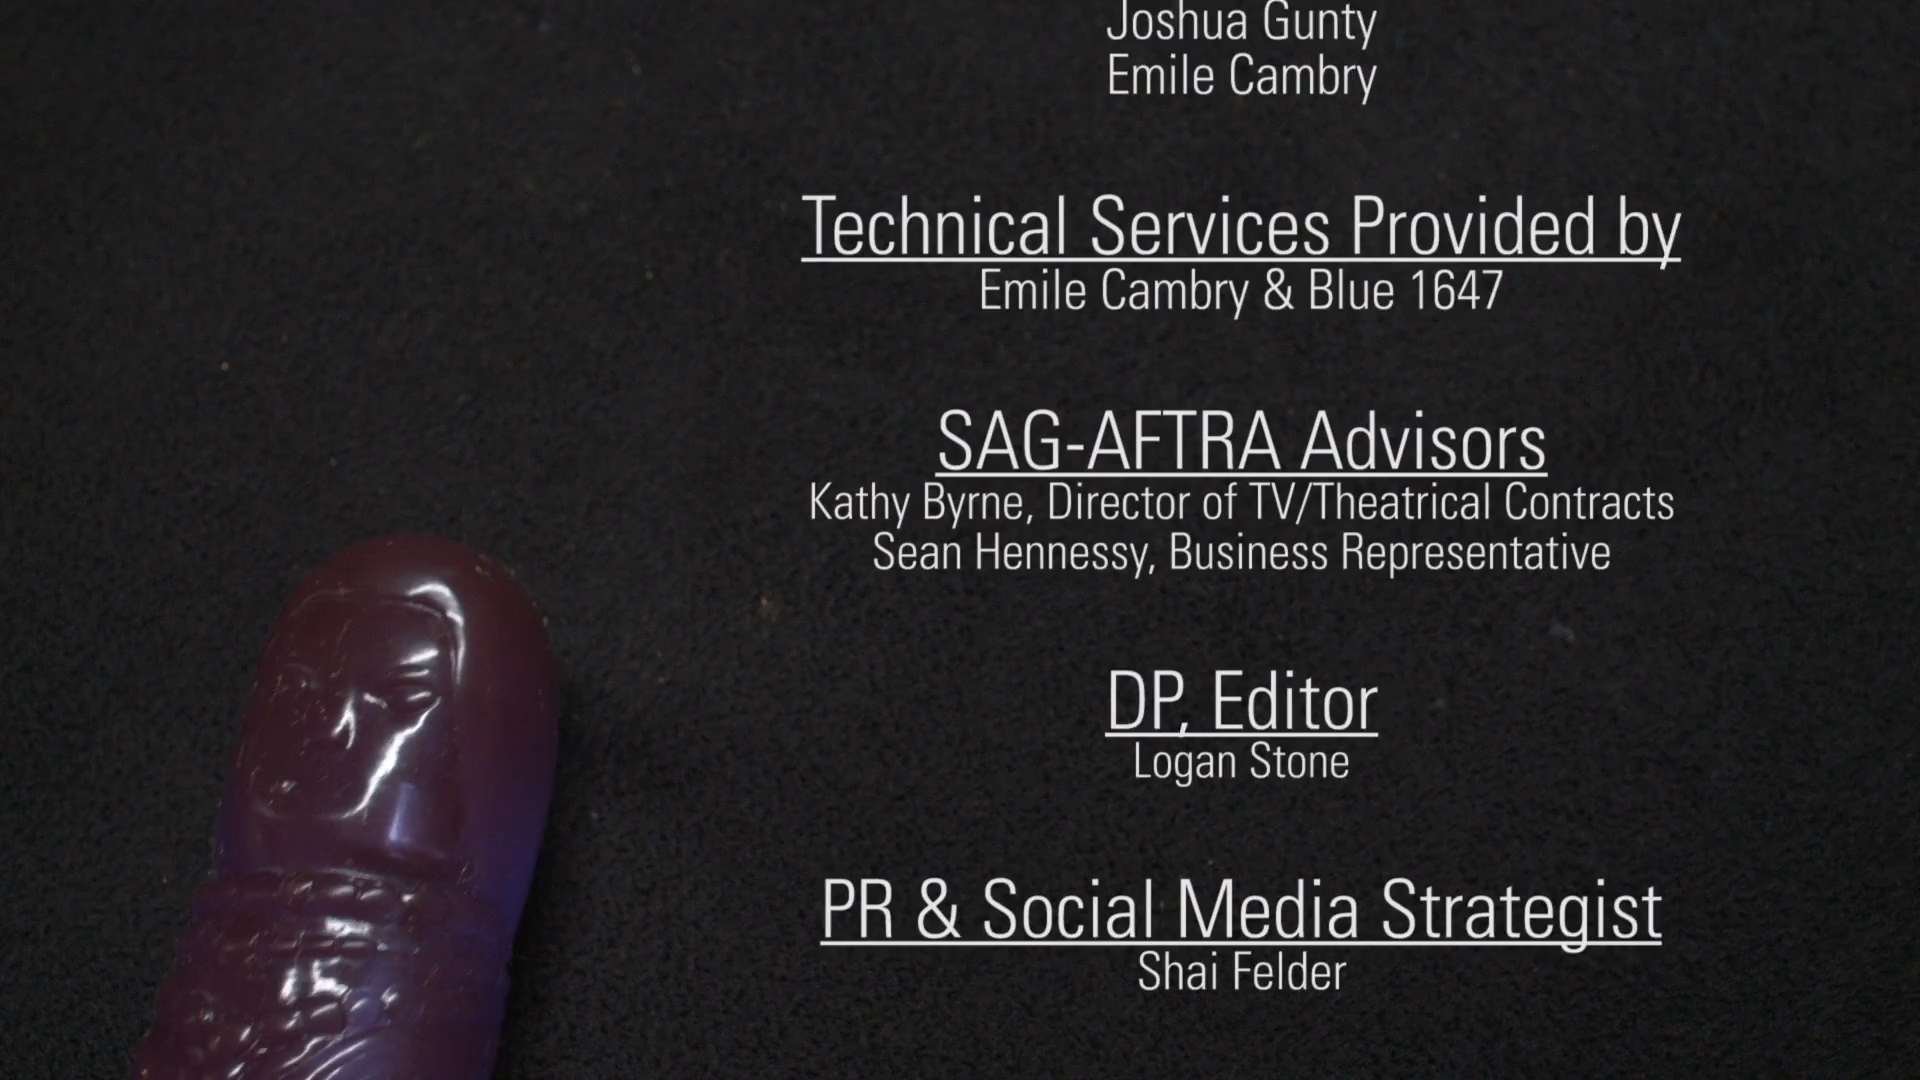 Joshua Gunty
Emile Cambry
Technical Services Provided by
Emile Cambry & Blue 1647
SAG-AFTRA Advisors
Kathy Byrne, Director of TV/Theatrical Contracts
Sean Hennessy, Business Representative
DP, Editor
Logan Stone
PR & Social Media Strategist
Shai Felder